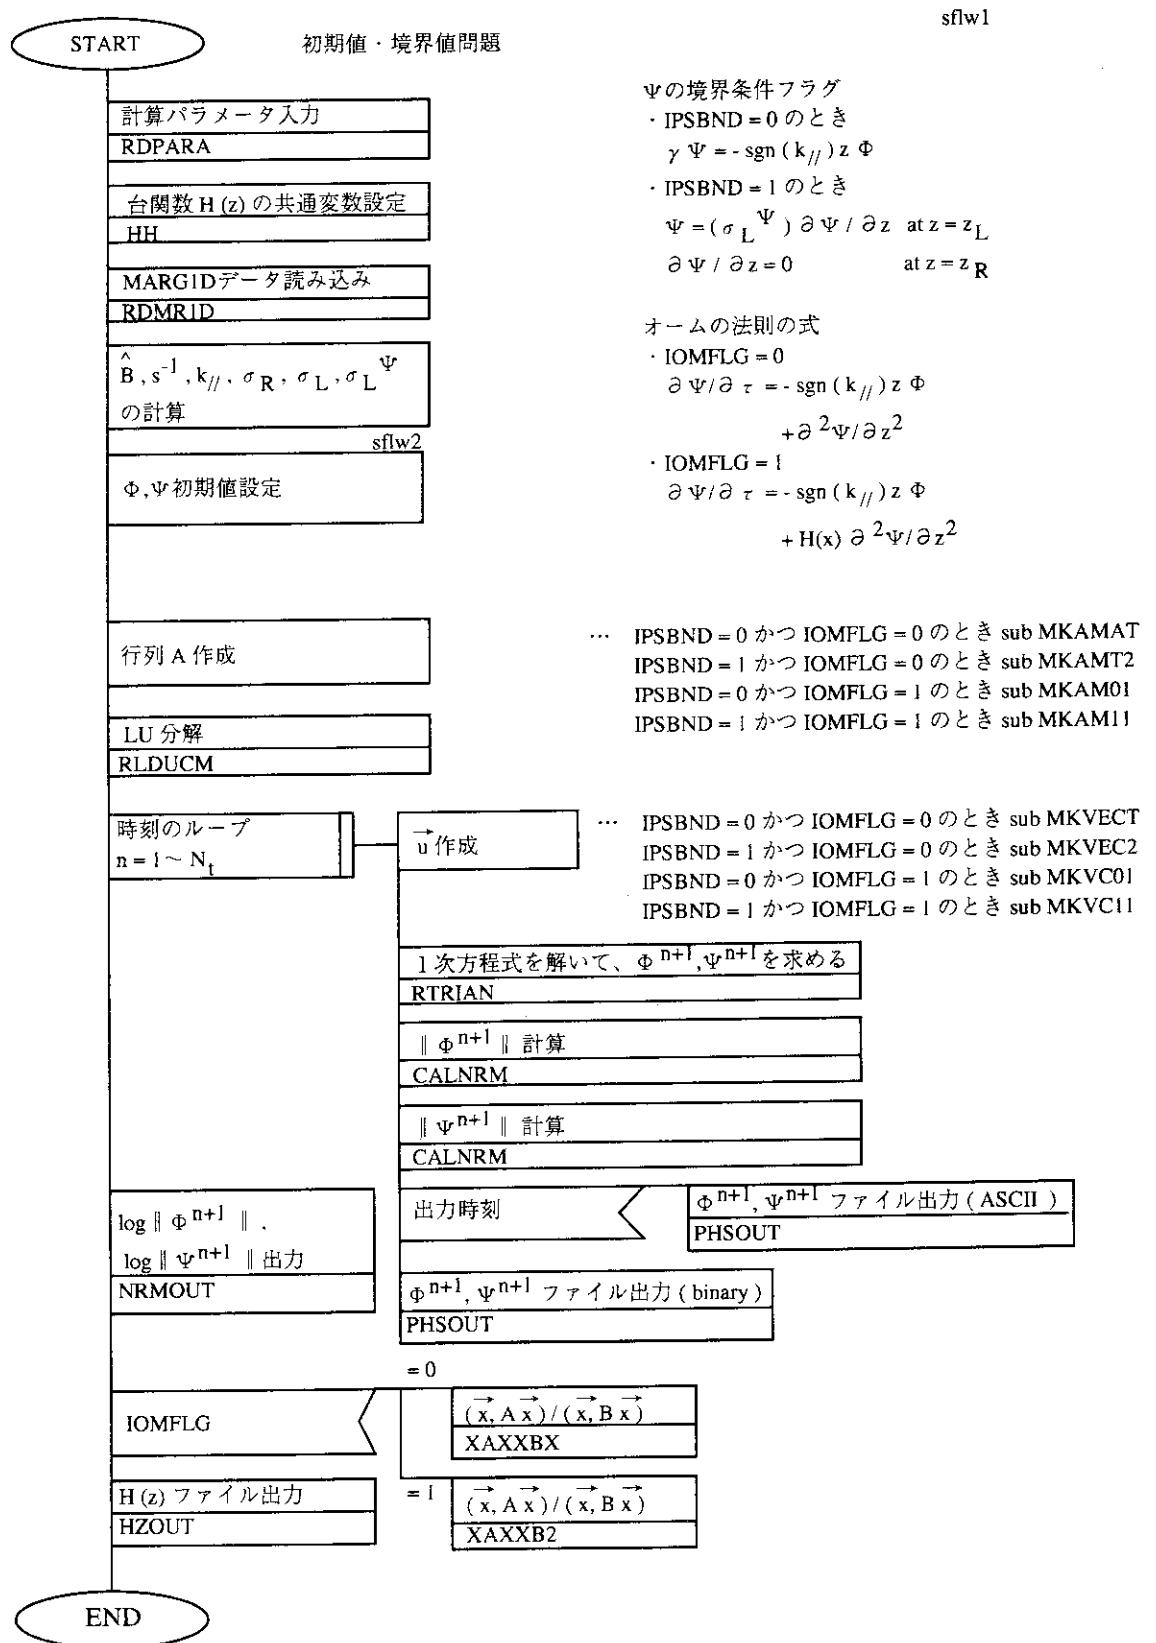 sflw1
START
初期値・境界値問題
計算パラメータ入力
RDPARA
台関数 H (z) の共通変数設定
HH
MARG1Dデータ読み込み
RDMR1D
B̂ , s⁻¹ , k// , σR , σL , σL^Ψ
の計算
sflw2
Φ,Ψ初期値設定
Ψの境界条件フラグ
・IPSBND = 0 のとき
γ Ψ = - sgn ( k// ) z Φ
・IPSBND = 1 のとき
Ψ = ( σL^Ψ ) ∂ Ψ / ∂ z at z = zL
∂ Ψ / ∂ z = 0 at z = zR
オームの法則の式
・IOMFLG = 0
∂ Ψ/∂ τ = - sgn ( k// ) z Φ
+∂²Ψ/∂z²
・IOMFLG = 1
∂ Ψ/∂ τ = - sgn ( k// ) z Φ
+ H(x) ∂²Ψ/∂z²
行列 A 作成
… IPSBND = 0 かつ IOMFLG = 0 のとき sub MKAMAT
IPSBND = 1 かつ IOMFLG = 0 のとき sub MKAMT2
IPSBND = 0 かつ IOMFLG = 1 のとき sub MKAM01
IPSBND = 1 かつ IOMFLG = 1 のとき sub MKAM11
LU 分解
RLDUCM
時刻のループ
n = 1 ~ Nt
u⃗ 作成
… IPSBND = 0 かつ IOMFLG = 0 のとき sub MKVECT
IPSBND = 1 かつ IOMFLG = 0 のとき sub MKVEC2
IPSBND = 0 かつ IOMFLG = 1 のとき sub MKVC01
IPSBND = 1 かつ IOMFLG = 1 のとき sub MKVC11
1 次方程式を解いて、Φⁿ⁺¹,Ψⁿ⁺¹を求める
RTRIAN
‖ Φⁿ⁺¹ ‖ 計算
CALNRM
‖ Ψⁿ⁺¹ ‖ 計算
CALNRM
出力時刻
Φⁿ⁺¹, Ψⁿ⁺¹ ファイル出力 ( ASCII )
PHSOUT
log ‖ Φⁿ⁺¹ ‖ ,
log ‖ Ψⁿ⁺¹ ‖ 出力
NRMOUT
Φⁿ⁺¹, Ψⁿ⁺¹ ファイル出力 ( binary )
PHSOUT
= 0
IOMFLG
(x⃗, A x⃗) / (x⃗, B x⃗)
XAXXBX
H (z) ファイル出力
HZOUT
= 1
(x⃗, A x⃗) / (x⃗, B x⃗)
XAXXB2
END